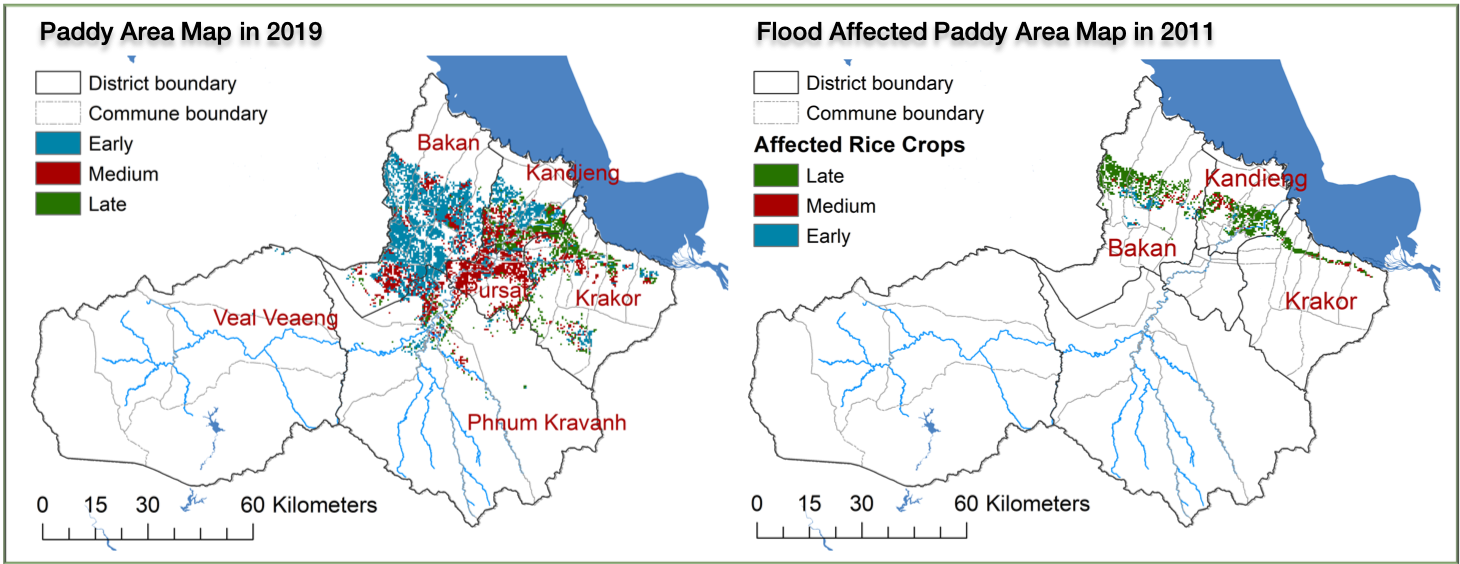 Paddy Area Map in 2019
District boundary
Commune boundary
Early
Medium
Late
Bakan
Kandieng
Pursat
Krakor
Veal Veaeng
Phnum Kravanh
0 15 30 60 Kilometers
Flood Affected Paddy Area Map in 2011
District boundary
Commune boundary
Affected Rice Crops
Late
Medium
Early
Kandieng
Bakan
Krakor
0 15 30 60 Kilometers